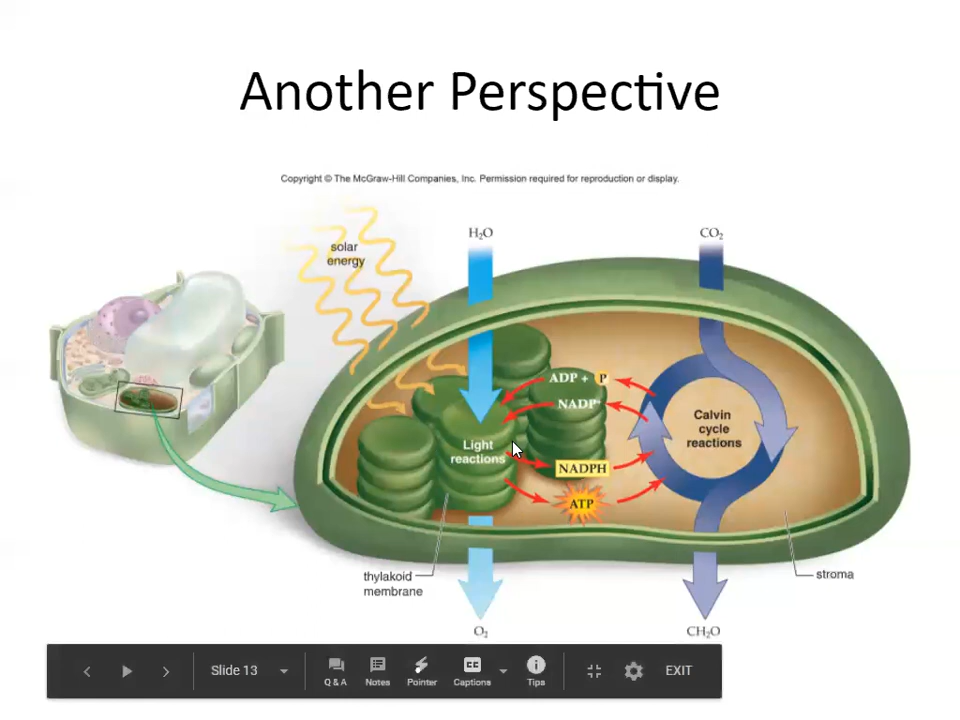 Another Perspective
Copyright © The McGraw-Hill Companies, Inc. Permission required for reproduction or display.
solar
energy
H₂O
CO₂
ADP + P
NADP⁺
Light
reactions
Calvin
cycle
reactions
NADPH
ATP
thylakoid
membrane
stroma
O₂
CH₂O
Slide 13
Q & A
Notes
Pointer
CC
Captions
Tips
EXIT